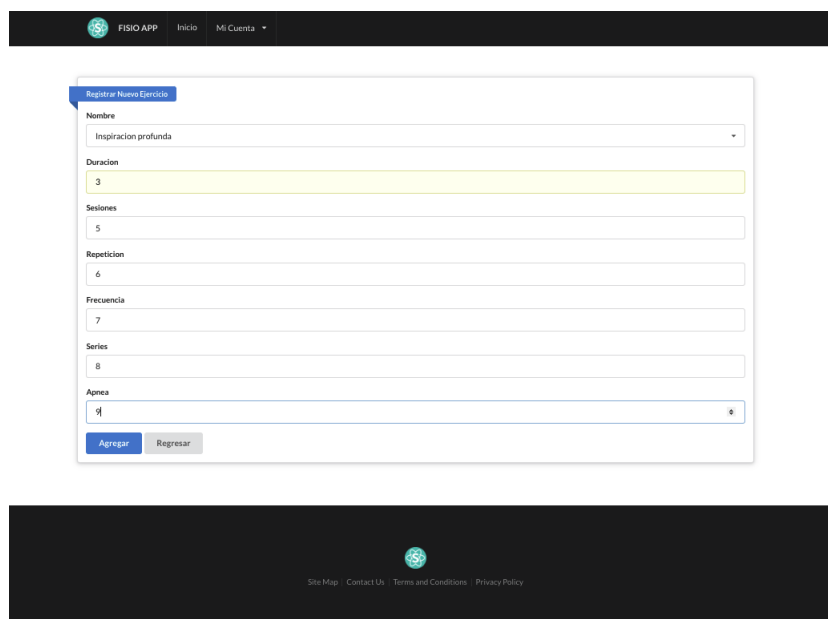 FISIO APP Inicio Mi Cuenta
Registrar Nuevo Ejercicio
Nombre
Inspiracion profunda
Duracion
3
Sesiones
5
Repeticion
6
Frecuencia
7
Series
8
Apnea
9
Agregar Regresar
S
Site Map | Contact Us | Terms and Conditions | Privacy Policy